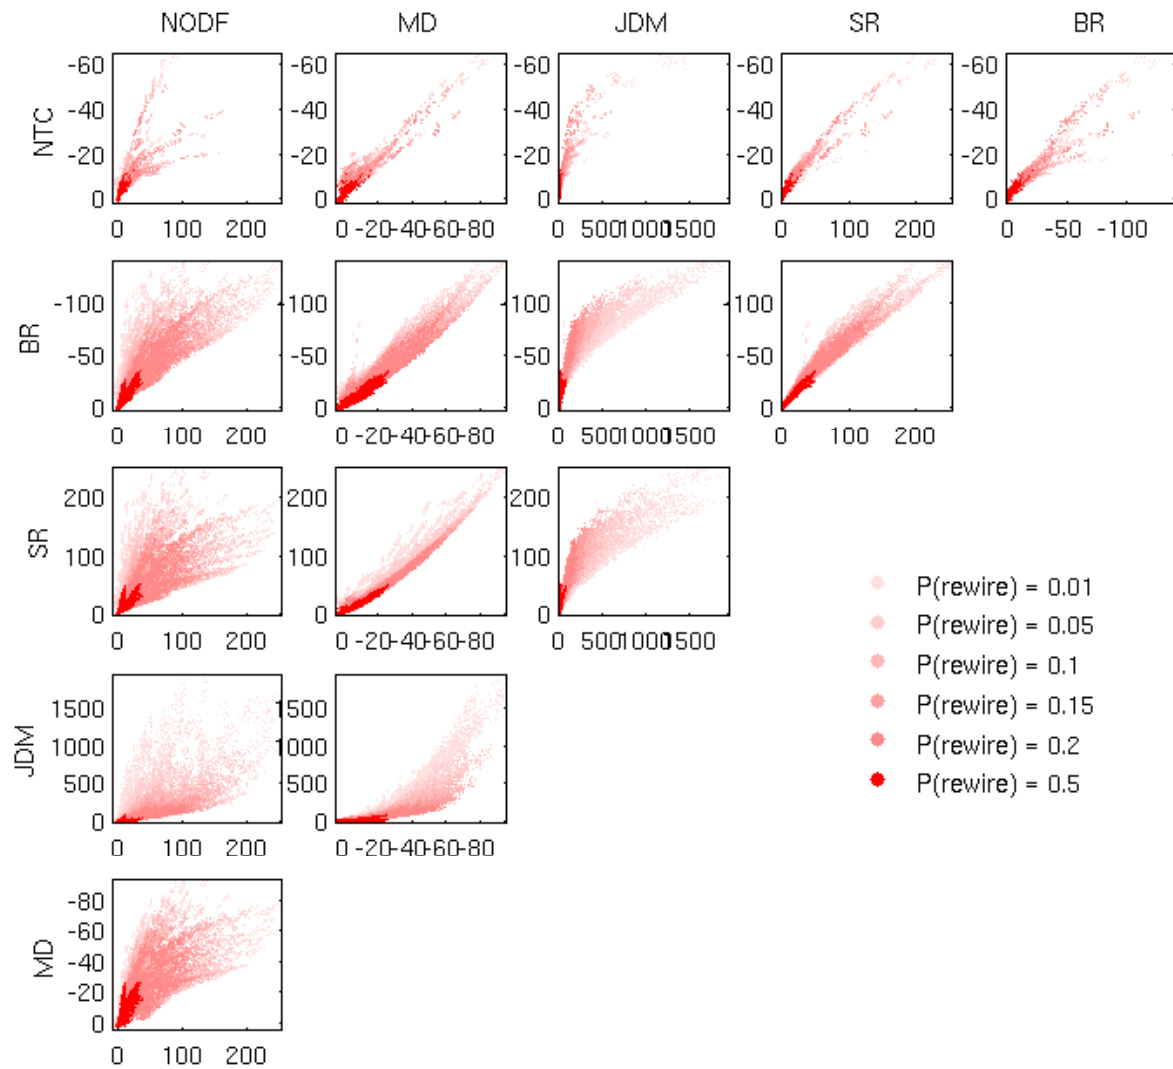 NODF MD JDM SR BR
NTC
-60 -60 -60 -60 -60
-40 -40 -40 -40 -40
-20 -20 -20 -20 -20
0 0 0 0 0
0 100 200 0 -20 -40 -60 -80 0 500 1000 1500 0 100 200 0 -50 -100
BR
-100 -100 100 100
-50 -50 -50 -50
0 0 0 0
0 100 200 0 -20 -40 -60 -80 0 500 1000 1500 0 100 200
SR
200 200 200
100 100 100
0 0 0
0 100 200 0 -20 -40 -60 -80 0 500 1000 1500
JDM
1500 1500
1000 1000
500 500
0 0
0 100 200 0 -20 -40 -60 -80
MD
-80
-60
-40
-20
0
0 100 200
P(rewire) = 0.01
P(rewire) = 0.05
P(rewire) = 0.1
P(rewire) = 0.15
P(rewire) = 0.2
P(rewire) = 0.5